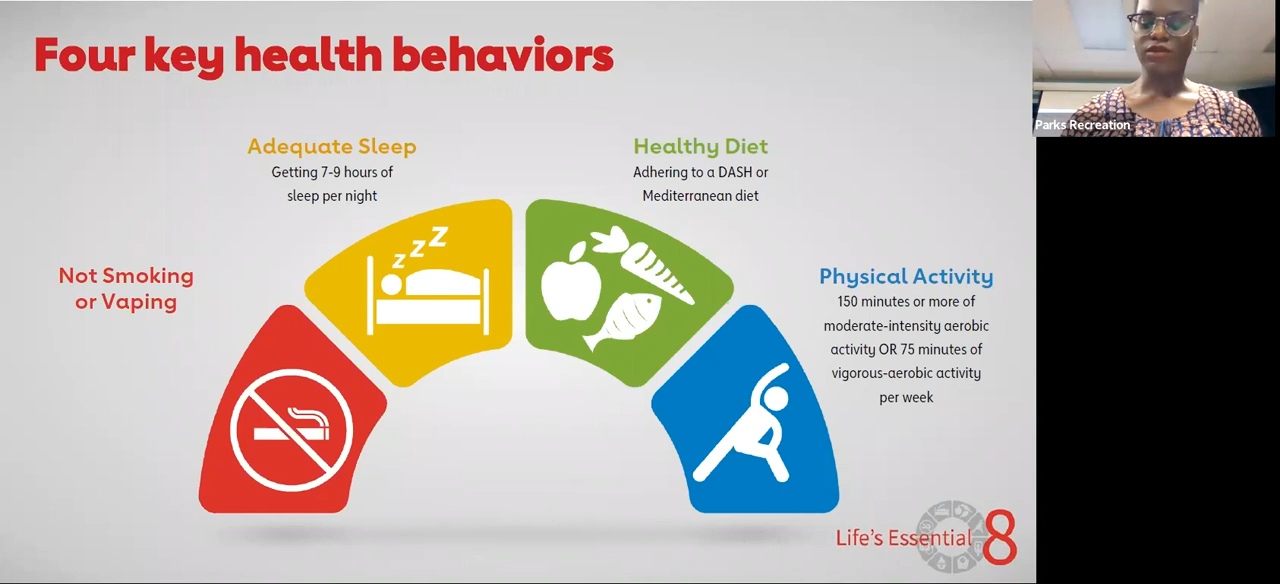 Four key health behaviors
Adequate Sleep
Getting 7-9 hours of
sleep per night
Healthy Diet
Adhering to a DASH or
Mediterranean diet
Not Smoking
or Vaping
Physical Activity
150 minutes or more of
moderate-intensity aerobic
activity OR 75 minutes of
vigorous-aerobic activity
per week
z z z
Life's Essential 8
Parks Recreation